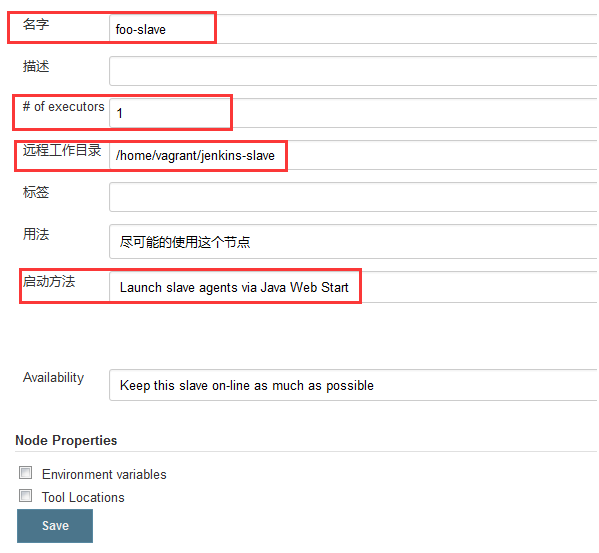 名字 foo-slave
描述
# of executors 1
远程工作目录 /home/vagrant/jenkins-slave
标签
用法 尽可能的使用这个节点
启动方法 Launch slave agents via Java Web Start
Availability Keep this slave on-line as much as possible
Node Properties
Environment variables
Tool Locations
Save